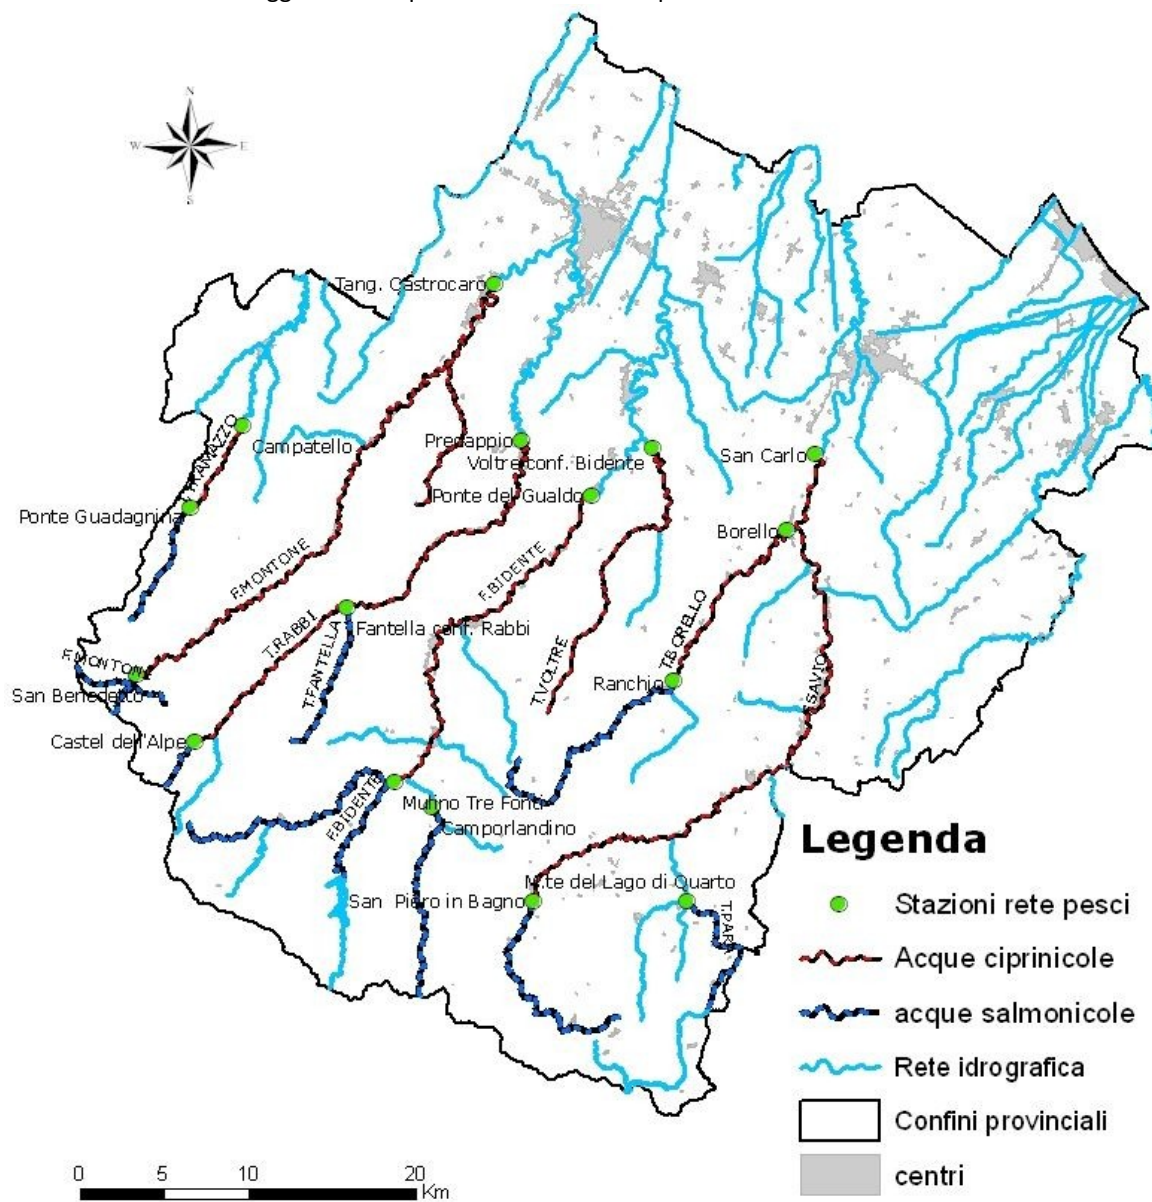 N
W
E
S
Tang. Castrocaro
Campatello
Predappio
Voltre conf. Bidente
San Carlo
Ponte del Gualdo
Ponte Guadagnina
Borello
F.MONTONE
F.BIDENTE
T.RABBI
Fantella conf. Rabbi
T.FANTELLA
T.BORELLO
T.VOLTRE
F.SAVIO
San Benedetto
Ranchio
Castel dell'Alpe
F.BIDENTE
Mulino Tre Fonti
Camporlandino
M.te del Lago di Quarto
San Piero in Bagno
Legenda
Stazioni rete pesci
Acque ciprinicole
acque salmonicole
Rete idrografica
Confini provinciali
centri
0 5 10 20
Km